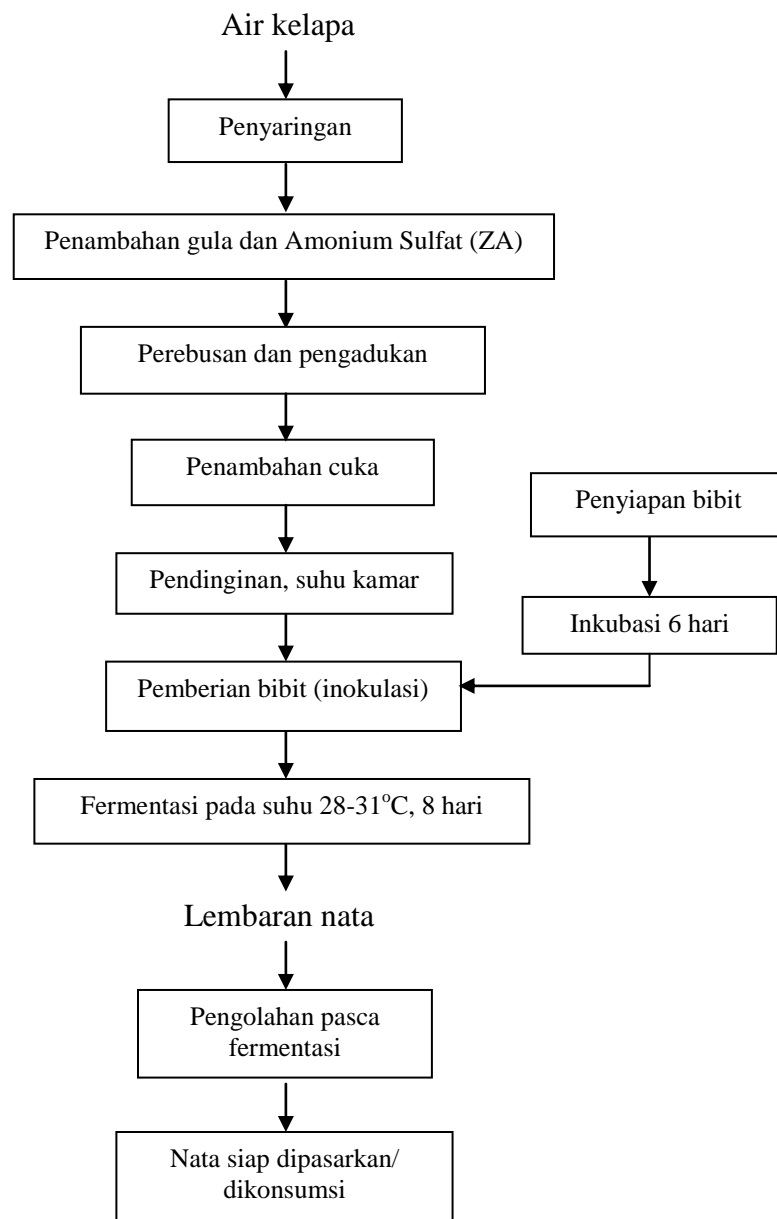 Air kelapa
Penyaringan
Penambahan gula dan Amonium Sulfat (ZA)
Perebusan dan pengadukan
Penambahan cuka
Penyiapan bibit
Pendinginan, suhu kamar
Inkubasi 6 hari
Pemberian bibit (inokulasi)
Fermentasi pada suhu 28-31°C, 8 hari
Lembaran nata
Pengolahan pasca
fermentasi
Nata siap dipasarkan/
dikonsumsi